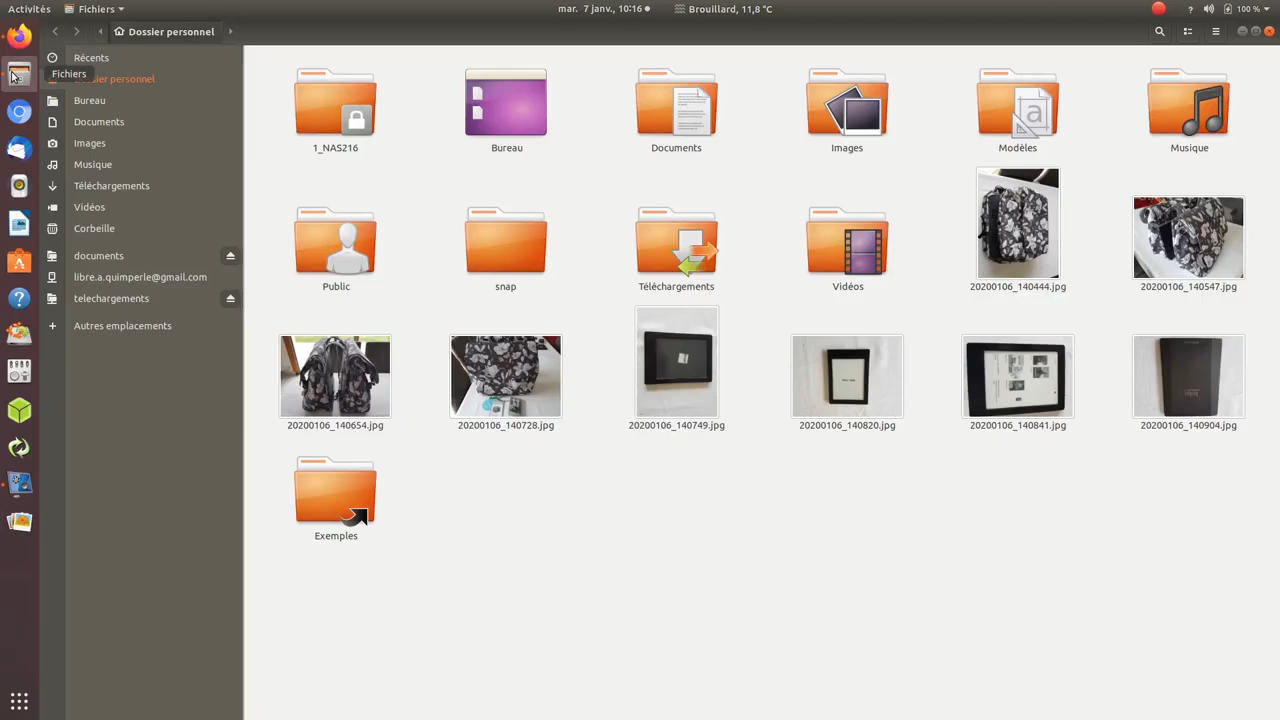 Activités Fichiers mar. 7 janv., 10:16 Brouillard, 11,8 °C ? 100 %
Dossier personnel
Récents
Fichiers
Dossier personnel
Bureau
Documents
Images
Musique
Téléchargements
Vidéos
Corbeille
documents
libre.a.quimperle@gmail.com
telechargements
+ Autres emplacements
1_NAS216 Bureau Documents Images Modèles Musique
Public snap Téléchargements Vidéos 20200106_140444.jpg 20200106_140547.jpg
20200106_140654.jpg 20200106_140728.jpg 20200106_140749.jpg 20200106_140820.jpg 20200106_140841.jpg 20200106_140904.jpg
Exemples